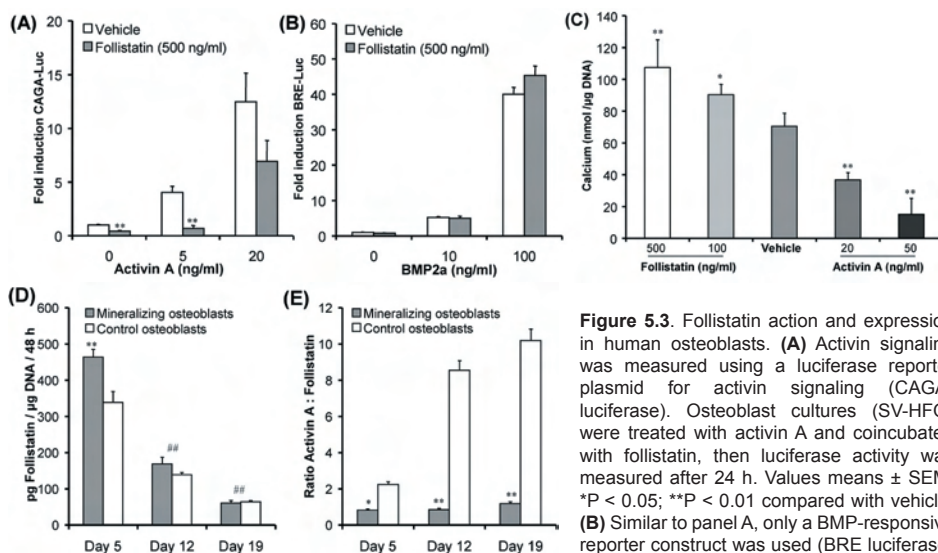 (A)
Vehicle
Follistatin (500 ng/ml)
Fold induction CAGA-Luc
20
15
10
5
0
**
**
0 5 20
Activin A (ng/ml)
(B)
Vehicle
Follistatin (500 ng/ml)
Fold induction BRE-Luc
60
50
40
30
20
10
0
0 10 100
BMP2a (ng/ml)
(C)
Calcium (nmol/µg DNA)
140
120
100
80
60
40
20
0
**
*
**
**
500 100 Vehicle 20 50
Follistatin (ng/ml) Activin A (ng/ml)
(D)
Mineralizing osteoblasts
Control osteoblasts
pg Follistatin / µg DNA / 48 h
600
500
400
300
200
100
0
**
##
##
Day 5 Day 12 Day 19
(E)
Mineralizing osteoblasts
Control osteoblasts
Ratio Activin A : Follistatin
12
10
8
6
4
2
0
*
**
**
Day 5 Day 12 Day 19
Figure 5.3. Follistatin action and expressio
in human osteoblasts. (A) Activin signalin
was measured using a luciferase report
plasmid for activin signaling (CAGA
luciferase). Osteoblast cultures (SV-HFO
were treated with activin A and coincubate
with follistatin, then luciferase activity wa
measured after 24 h. Values means ± SEM
*P < 0.05; **P < 0.01 compared with vehicl
(B) Similar to panel A, only a BMP-responsiv
reporter construct was used (BRE luciferas